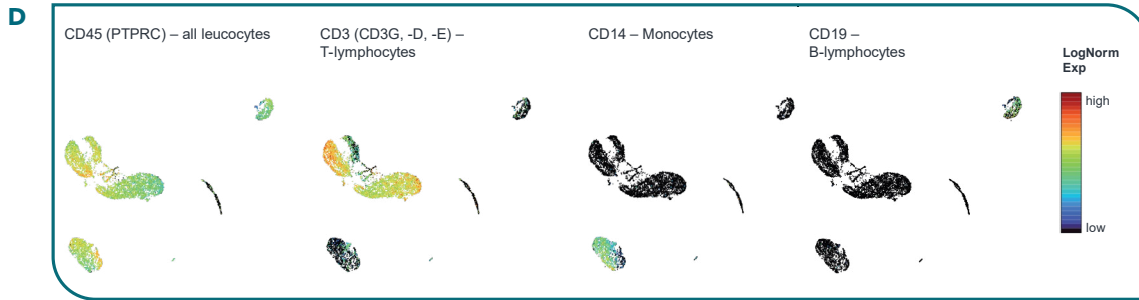 D
CD45 (PTPRC) – all leucocytes
CD3 (CD3G, -D, -E) –
T-lymphocytes
CD14 – Monocytes
CD19 –
B-lymphocytes
LogNorm
Exp
high
low